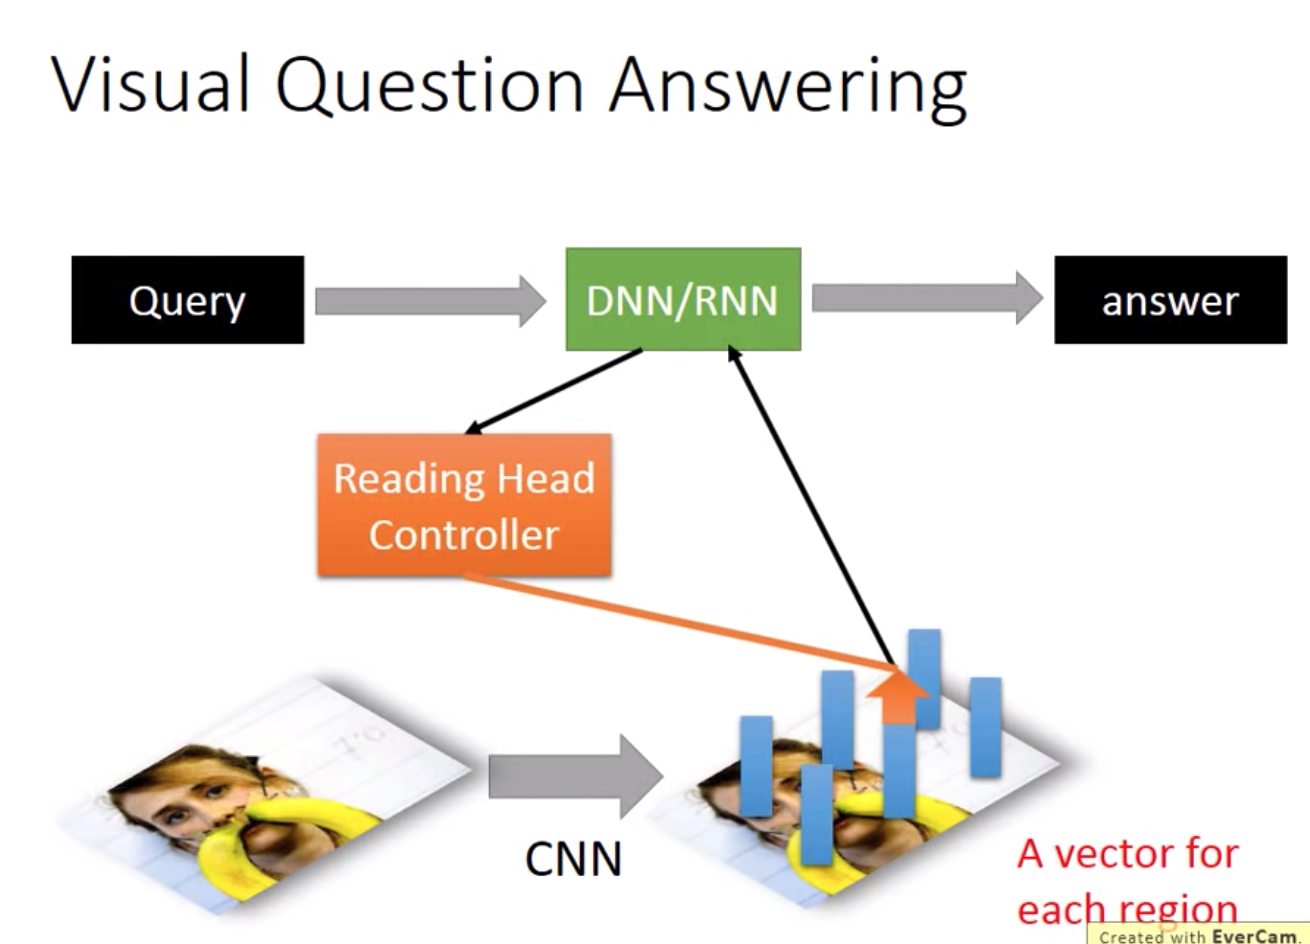 Visual Question Answering
Query
DNN/RNN
answer
Reading Head
Controller
CNN
A vector for
each region
Created with EverCam.